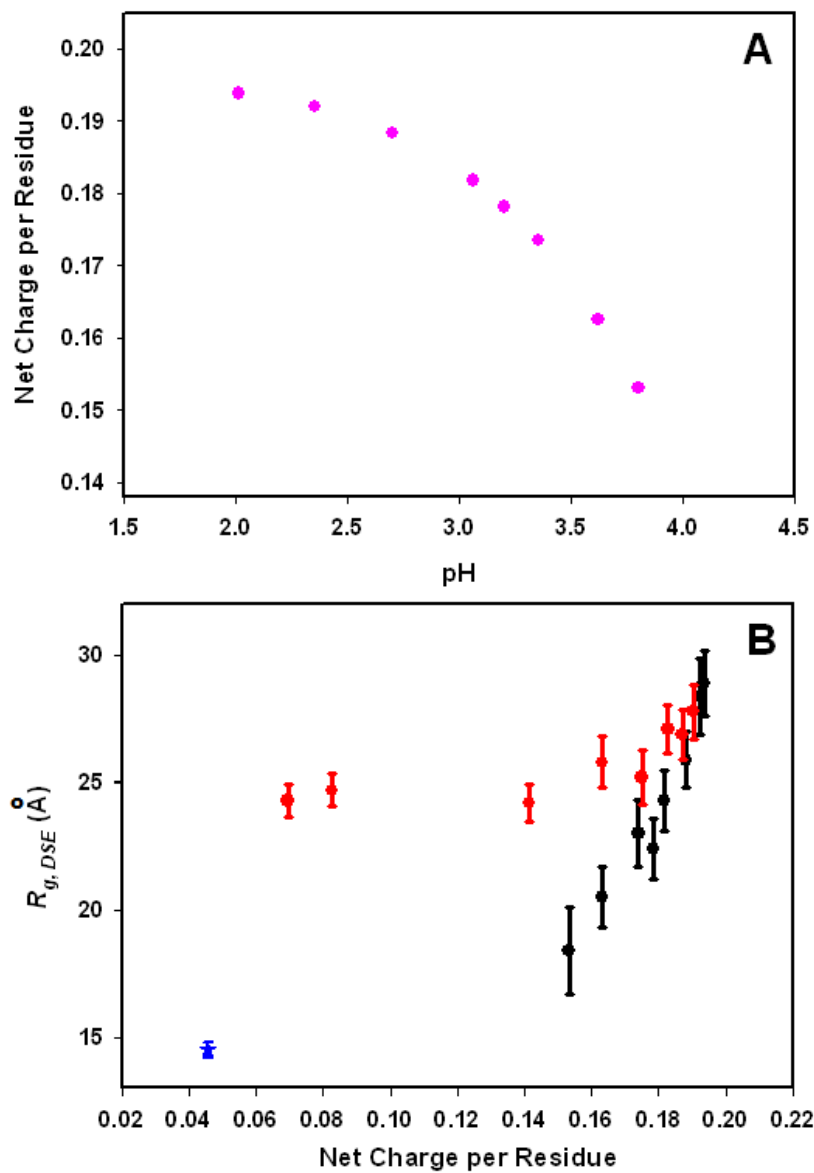 A
0.20
0.19
0.18
0.17
0.16
0.15
0.14
Net Charge per Residue
1.5 2.0 2.5 3.0 3.5 4.0 4.5
pH
B
30
25
20
15
R_g, DSE (Å)
0.02 0.04 0.06 0.08 0.10 0.12 0.14 0.16 0.18 0.20 0.22
Net Charge per Residue